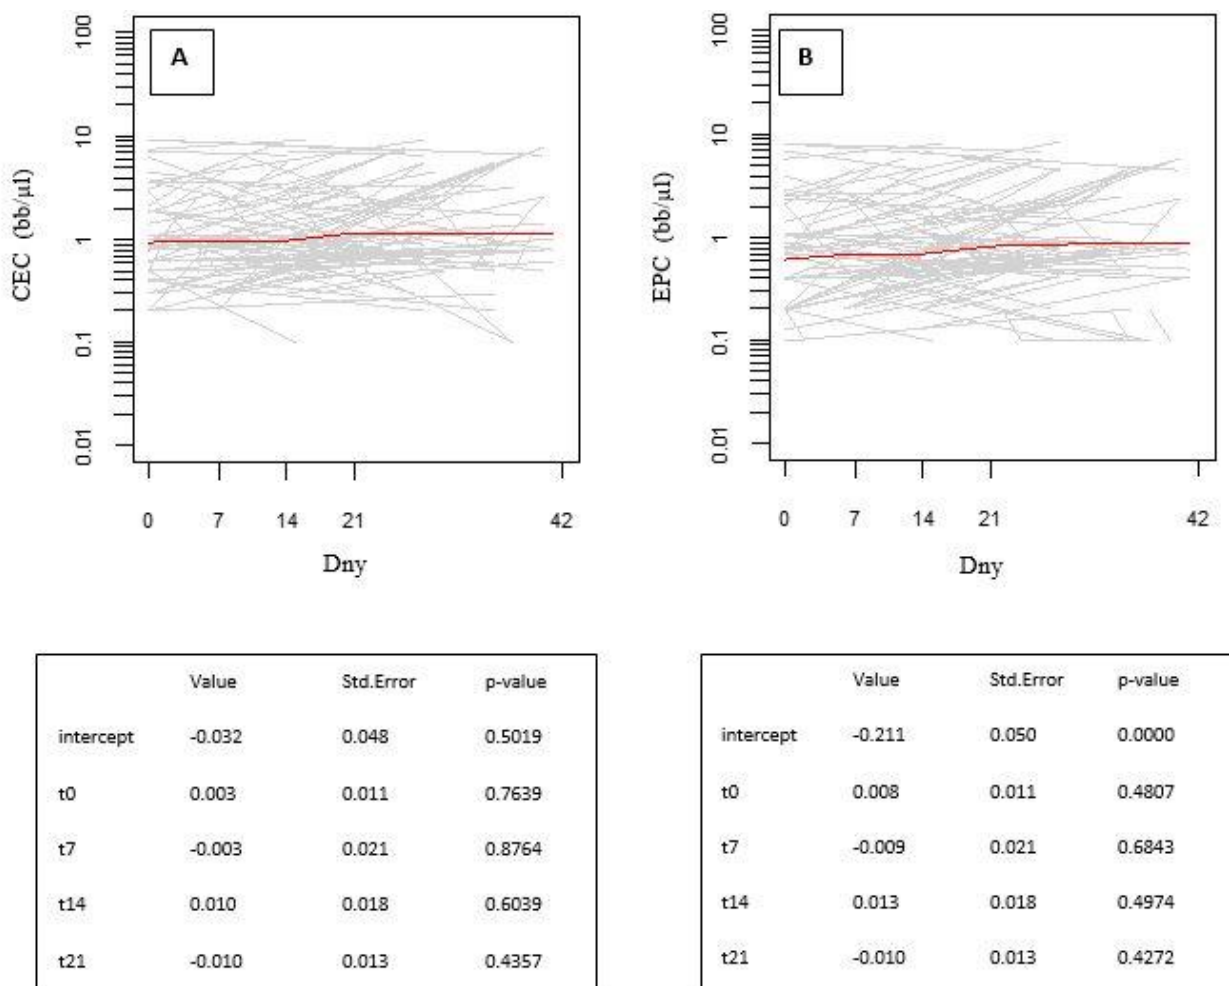 A
100
10
1
0.1
0.01
CEC (bb/µl)
0 7 14 21 42
Dny
B
100
10
1
0.1
0.01
EPC (bb/µl)
0 7 14 21 42
Dny
Value Std.Error p-value
intercept -0.032 0.048 0.5019
t0 0.003 0.011 0.7639
t7 -0.003 0.021 0.8764
t14 0.010 0.018 0.6039
t21 -0.010 0.013 0.4357
Value Std.Error p-value
intercept -0.211 0.050 0.0000
t0 0.008 0.011 0.4807
t7 -0.009 0.021 0.6843
t14 0.013 0.018 0.4974
t21 -0.010 0.013 0.4272